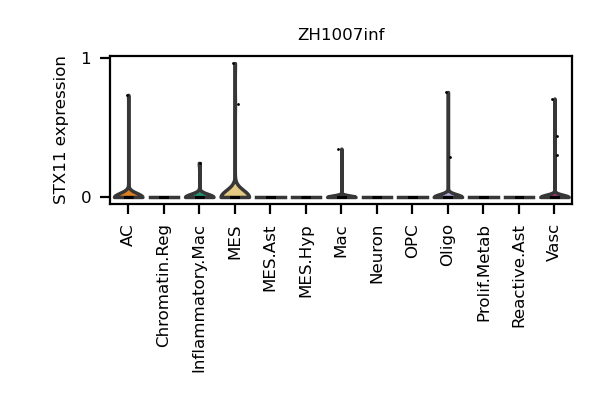 ZH1007inf
STX11 expression
1
0
AC
Chromatin.Reg
Inflammatory.Mac
MES
MES.Ast
MES.Hyp
Mac
Neuron
OPC
Oligo
Prolif.Metab
Reactive.Ast
Vasc